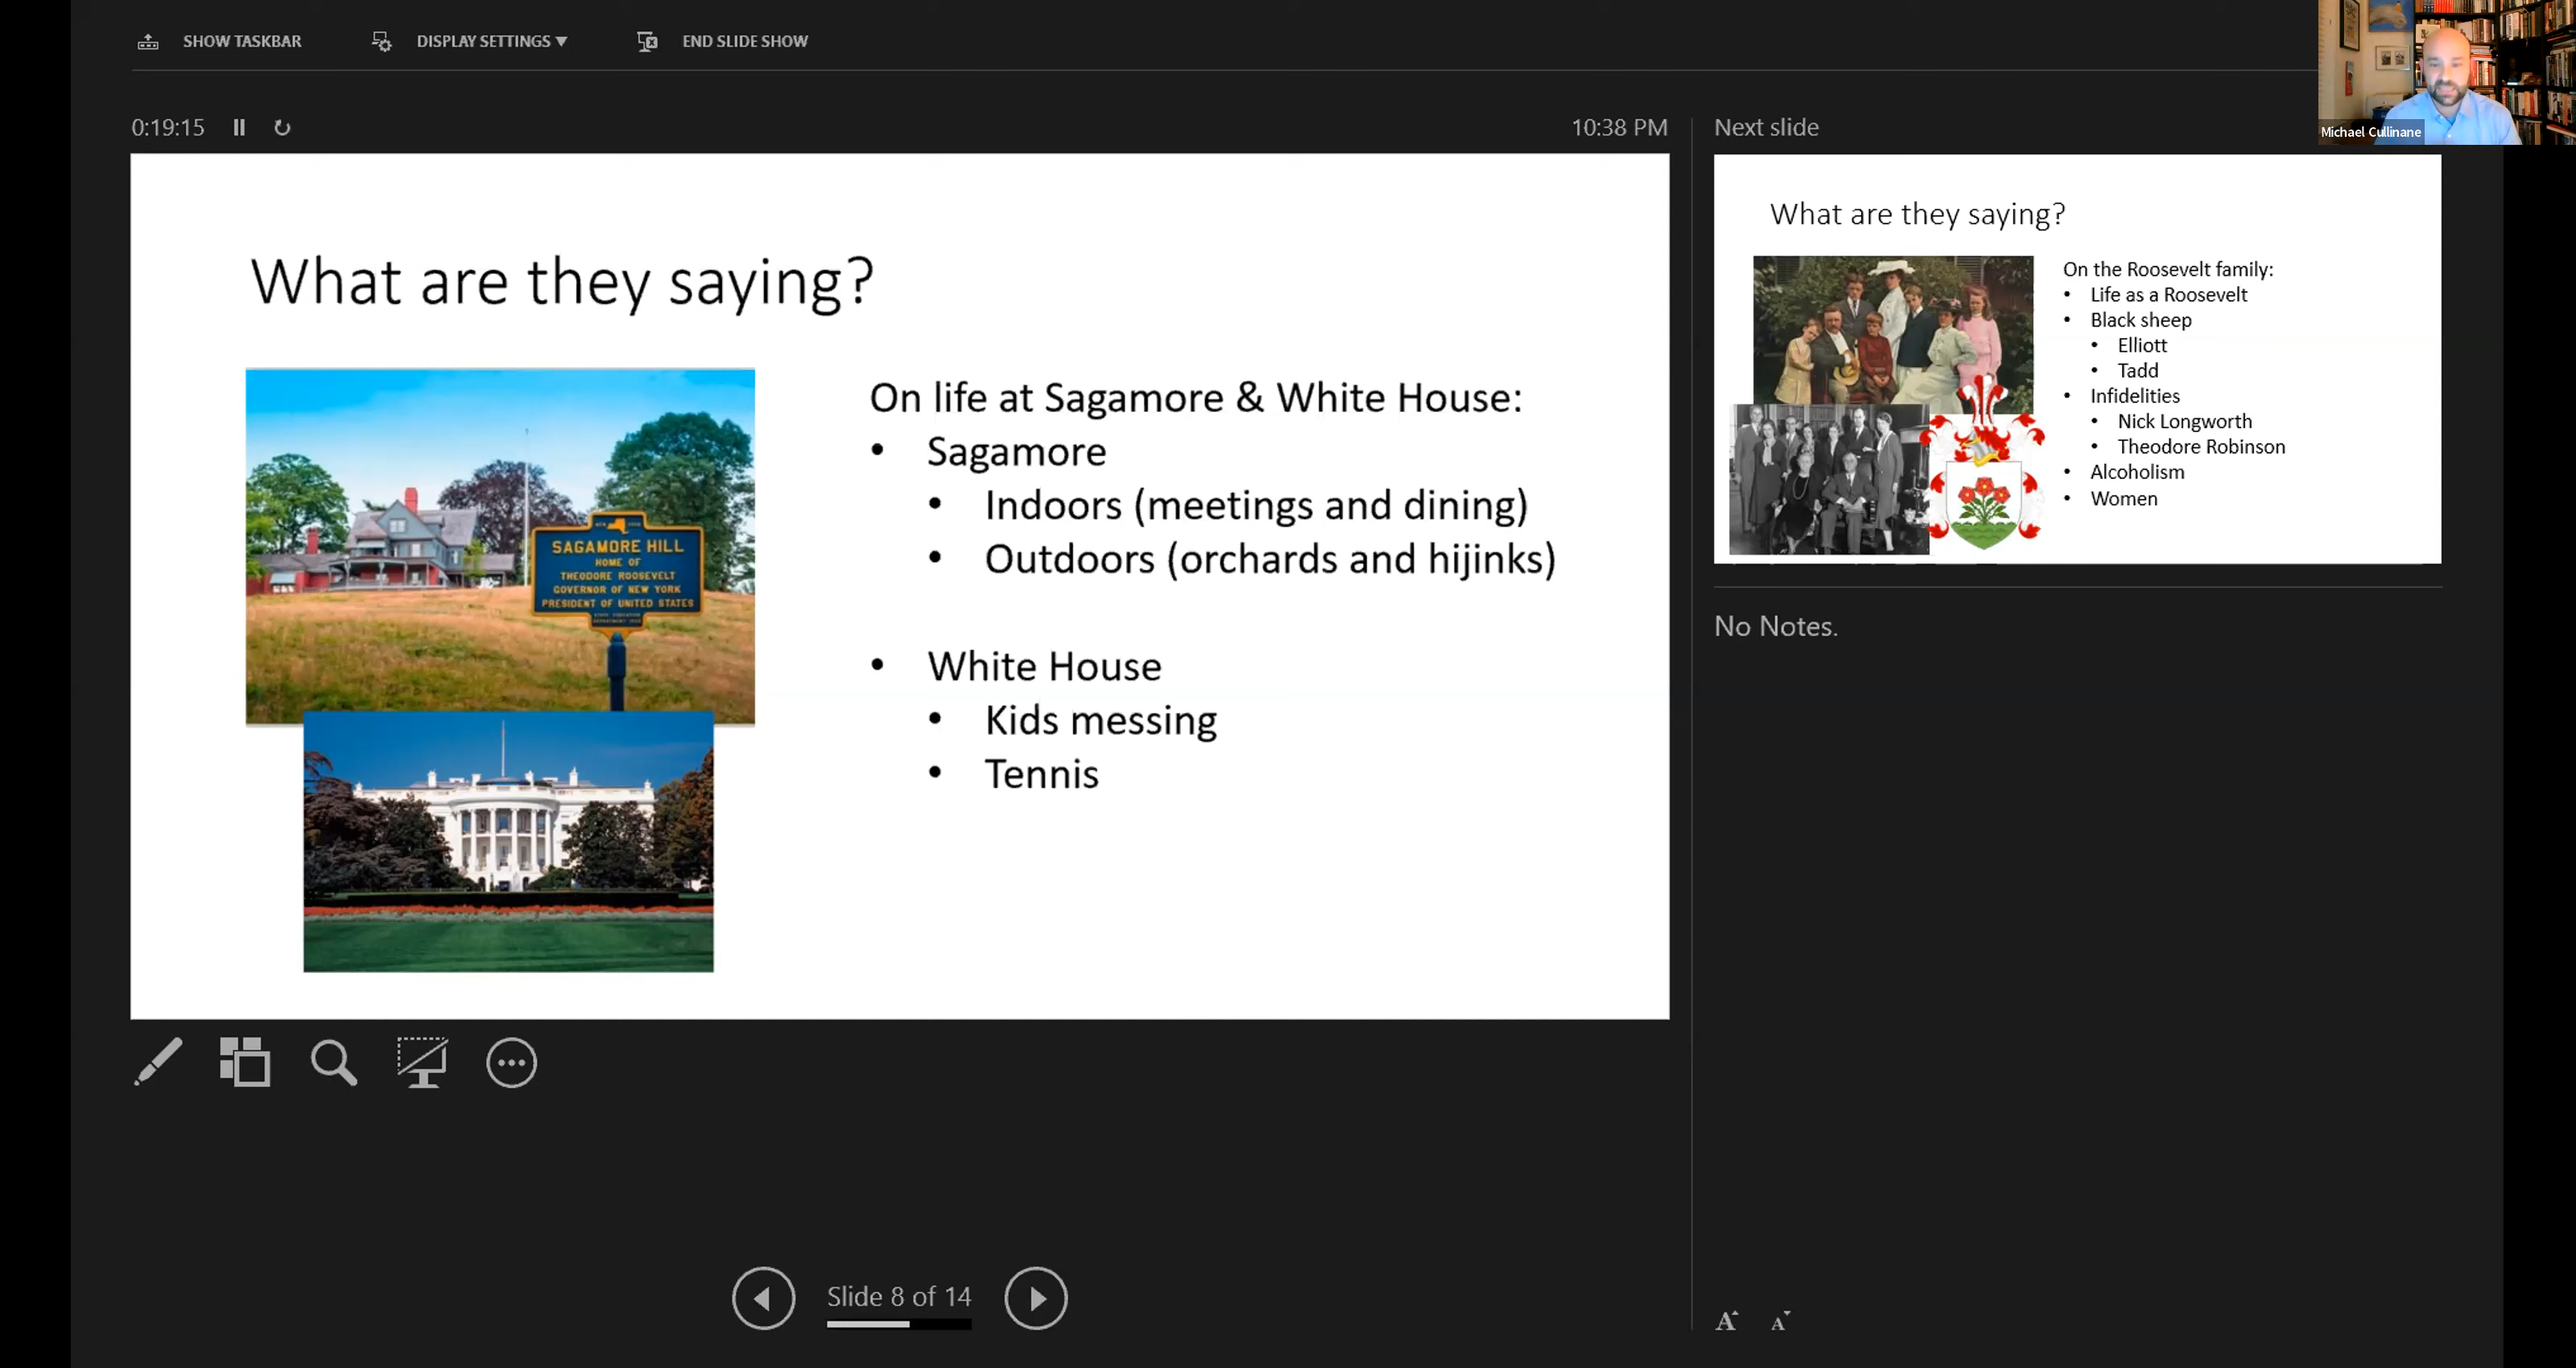 SHOW TASKBAR
DISPLAY SETTINGS ▼
END SLIDE SHOW
Michael Cullinane
0:19:15
10:38 PM
Next slide
What are they saying?
SAGAMORE HILL
HOME OF
THEODORE ROOSEVELT
GOVERNOR OF NEW YORK
PRESIDENT OF UNITED STATES
On life at Sagamore & White House:
• Sagamore
• Indoors (meetings and dining)
• Outdoors (orchards and hijinks)
• White House
• Kids messing
• Tennis
What are they saying?
On the Roosevelt family:
• Life as a Roosevelt
• Black sheep
• Elliott
• Tadd
• Infidelities
• Nick Longworth
• Theodore Robinson
• Alcoholism
• Women
No Notes.
Slide 8 of 14
A A